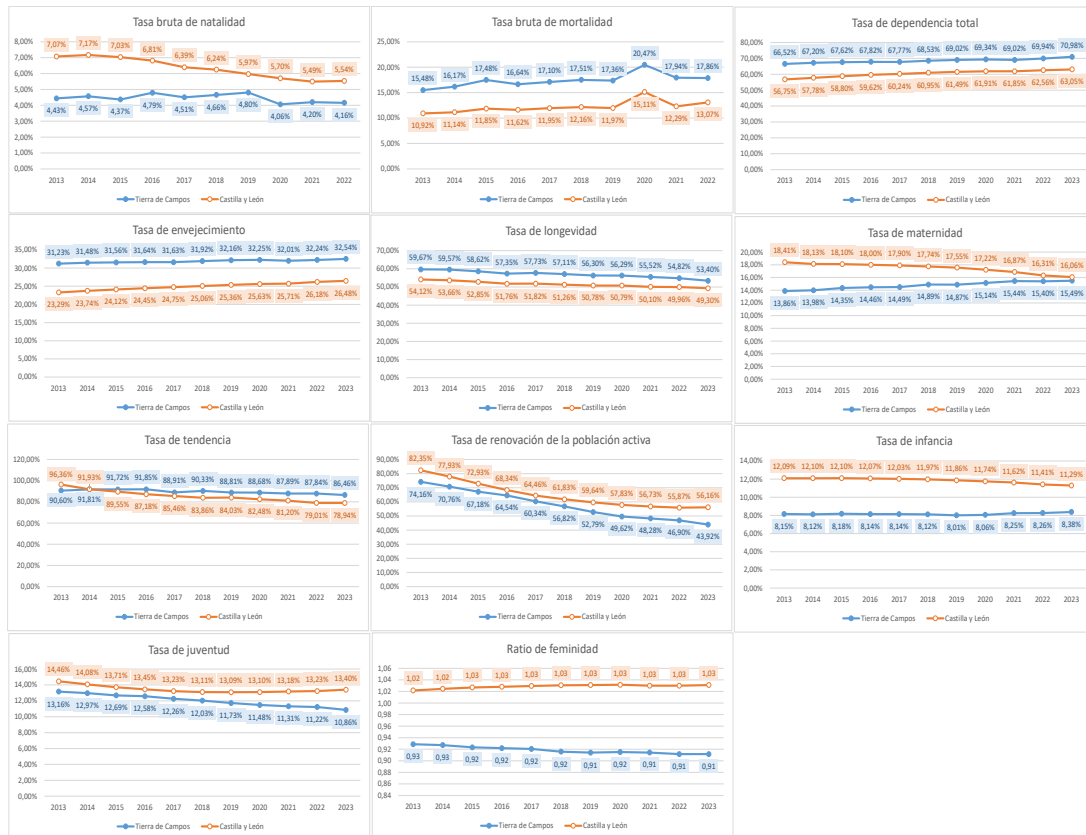 Tasa bruta de natalidad
8,00%
7,00%
6,00%
5,00%
4,00%
3,00%
2,00%
1,00%
0,00%
7,07% 7,17% 7,03% 6,81% 6,39% 6,24% 5,97% 5,70% 5,49% 5,54%
4,43% 4,57% 4,37% 4,79% 4,51% 4,66% 4,80% 4,06% 4,20% 4,16%
2013 2014 2015 2016 2017 2018 2019 2020 2021 2022
Tierra de Campos Castilla y León
Tasa bruta de mortalidad
25,00%
20,00%
15,00%
10,00%
5,00%
0,00%
15,48% 16,17% 17,48% 16,64% 17,10% 17,51% 17,36% 20,47% 17,94% 17,86%
10,92% 11,14% 11,85% 11,62% 11,95% 12,16% 11,97% 15,11% 12,29% 13,07%
2013 2014 2015 2016 2017 2018 2019 2020 2021 2022
Tierra de Campos Castilla y León
Tasa de dependencia total
80,00%
70,00%
60,00%
50,00%
40,00%
30,00%
20,00%
10,00%
0,00%
66,52% 67,20% 67,62% 67,82% 67,77% 68,53% 69,02% 69,34% 69,02% 69,94% 70,98%
56,75% 57,78% 58,80% 59,62% 60,24% 60,95% 61,49% 61,91% 61,85% 62,56% 63,05%
2013 2014 2015 2016 2017 2018 2019 2020 2021 2022 2023
Tierra de Campos Castilla y León
Tasa de envejecimiento
35,00%
30,00%
25,00%
20,00%
15,00%
10,00%
5,00%
0,00%
31,23% 31,48% 31,56% 31,64% 31,63% 31,92% 32,16% 32,25% 32,01% 32,24% 32,54%
23,29% 23,74% 24,12% 24,45% 24,75% 25,06% 25,36% 25,63% 25,71% 26,18% 26,48%
2013 2014 2015 2016 2017 2018 2019 2020 2021 2022 2023
Tierra de Campos Castilla y León
Tasa de longevidad
70,00%
60,00%
50,00%
40,00%
30,00%
20,00%
10,00%
0,00%
59,67% 59,57% 58,62% 57,35% 57,73% 57,11% 56,30% 56,29% 55,52% 54,82% 53,40%
54,12% 53,66% 52,85% 51,76% 51,82% 51,26% 50,78% 50,79% 50,10% 49,96% 49,30%
2013 2014 2015 2016 2017 2018 2019 2020 2021 2022 2023
Tierra de Campos Castilla y León
Tasa de maternidad
20,00%
18,00%
16,00%
14,00%
12,00%
10,00%
8,00%
6,00%
4,00%
2,00%
0,00%
18,41% 18,13% 18,10% 18,00% 17,90% 17,74% 17,55% 17,22% 16,87% 16,31% 16,06%
13,86% 13,98% 14,35% 14,46% 14,49% 14,89% 14,87% 15,14% 15,44% 15,40% 15,49%
2013 2014 2015 2016 2017 2018 2019 2020 2021 2022 2023
Tierra de Campos Castilla y León
Tasa de tendencia
120,00%
100,00%
80,00%
60,00%
40,00%
20,00%
0,00%
96,36% 91,93% 91,72% 91,85% 88,91% 90,33% 88,81% 88,68% 87,89% 87,84% 86,46%
90,60% 91,81% 89,55% 87,18% 85,46% 83,86% 84,03% 82,48% 81,20% 79,01% 78,94%
2013 2014 2015 2016 2017 2018 2019 2020 2021 2022 2023
Tierra de Campos Castilla y León
Tasa de renovación de la población activa
90,00%
80,00%
70,00%
60,00%
50,00%
40,00%
30,00%
20,00%
10,00%
0,00%
82,35% 77,93% 72,93% 68,34% 64,46% 61,83% 59,64% 57,83% 56,73% 55,87% 56,16%
74,16% 70,76% 67,18% 64,54% 60,34% 56,82% 52,79% 49,62% 48,28% 46,90% 43,92%
2013 2014 2015 2016 2017 2018 2019 2020 2021 2022 2023
Tierra de Campos Castilla y León
Tasa de infancia
14,00%
12,00%
10,00%
8,00%
6,00%
4,00%
2,00%
0,00%
12,09% 12,10% 12,10% 12,07% 12,03% 11,97% 11,86% 11,74% 11,62% 11,41% 11,29%
8,15% 8,12% 8,18% 8,14% 8,14% 8,12% 8,01% 8,06% 8,25% 8,26% 8,38%
2013 2014 2015 2016 2017 2018 2019 2020 2021 2022 2023
Tierra de Campos Castilla y León
Tasa de juventud
16,00%
14,00%
12,00%
10,00%
8,00%
6,00%
4,00%
2,00%
0,00%
14,46% 14,08% 13,71% 13,45% 13,23% 13,11% 13,09% 13,10% 13,18% 13,23% 13,40%
13,16% 12,97% 12,69% 12,58% 12,26% 12,03% 11,73% 11,48% 11,31% 11,22% 10,86%
2013 2014 2015 2016 2017 2018 2019 2020 2021 2022 2023
Tierra de Campos Castilla y León
Ratio de feminidad
1,06
1,04
1,02
1,00
0,98
0,96
0,94
0,92
0,90
0,88
0,86
0,84
1,02 1,02 1,03 1,03 1,03 1,03 1,03 1,03 1,03 1,03 1,03
0,93 0,93 0,92 0,92 0,92 0,92 0,91 0,92 0,91 0,91 0,91
2013 2014 2015 2016 2017 2018 2019 2020 2021 2022 2023
Tierra de Campos Castilla y León